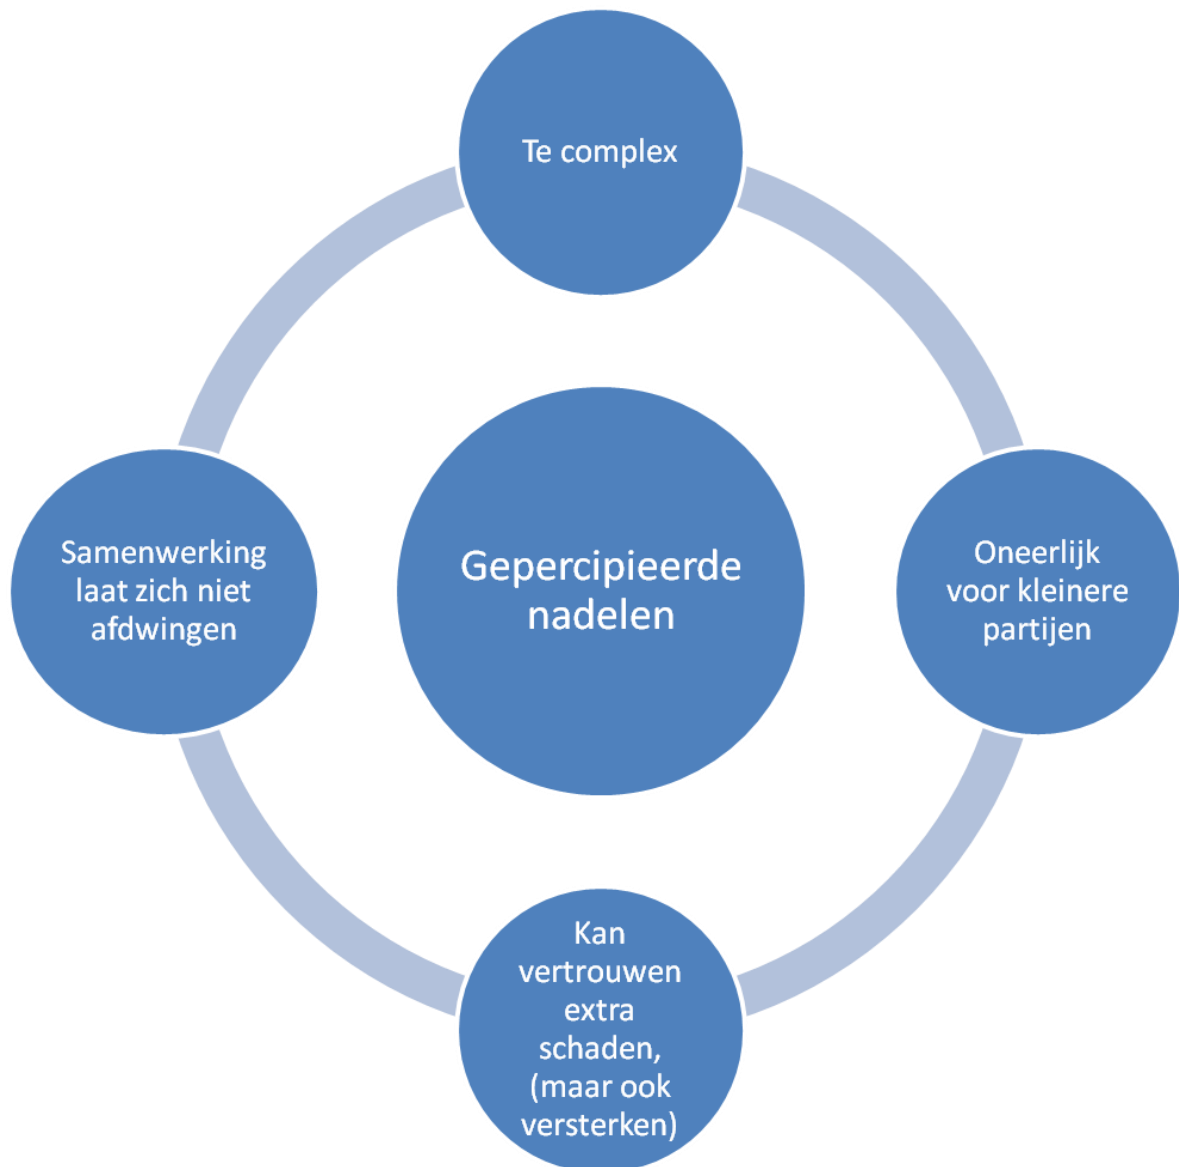 Te complex
Samenwerking
laat zich niet
afdwingen
Gepercipieerde
nadelen
Oneerlijk
voor kleinere
partijen
Kan
vertrouwen
extra
schaden,
(maar ook
versterken)